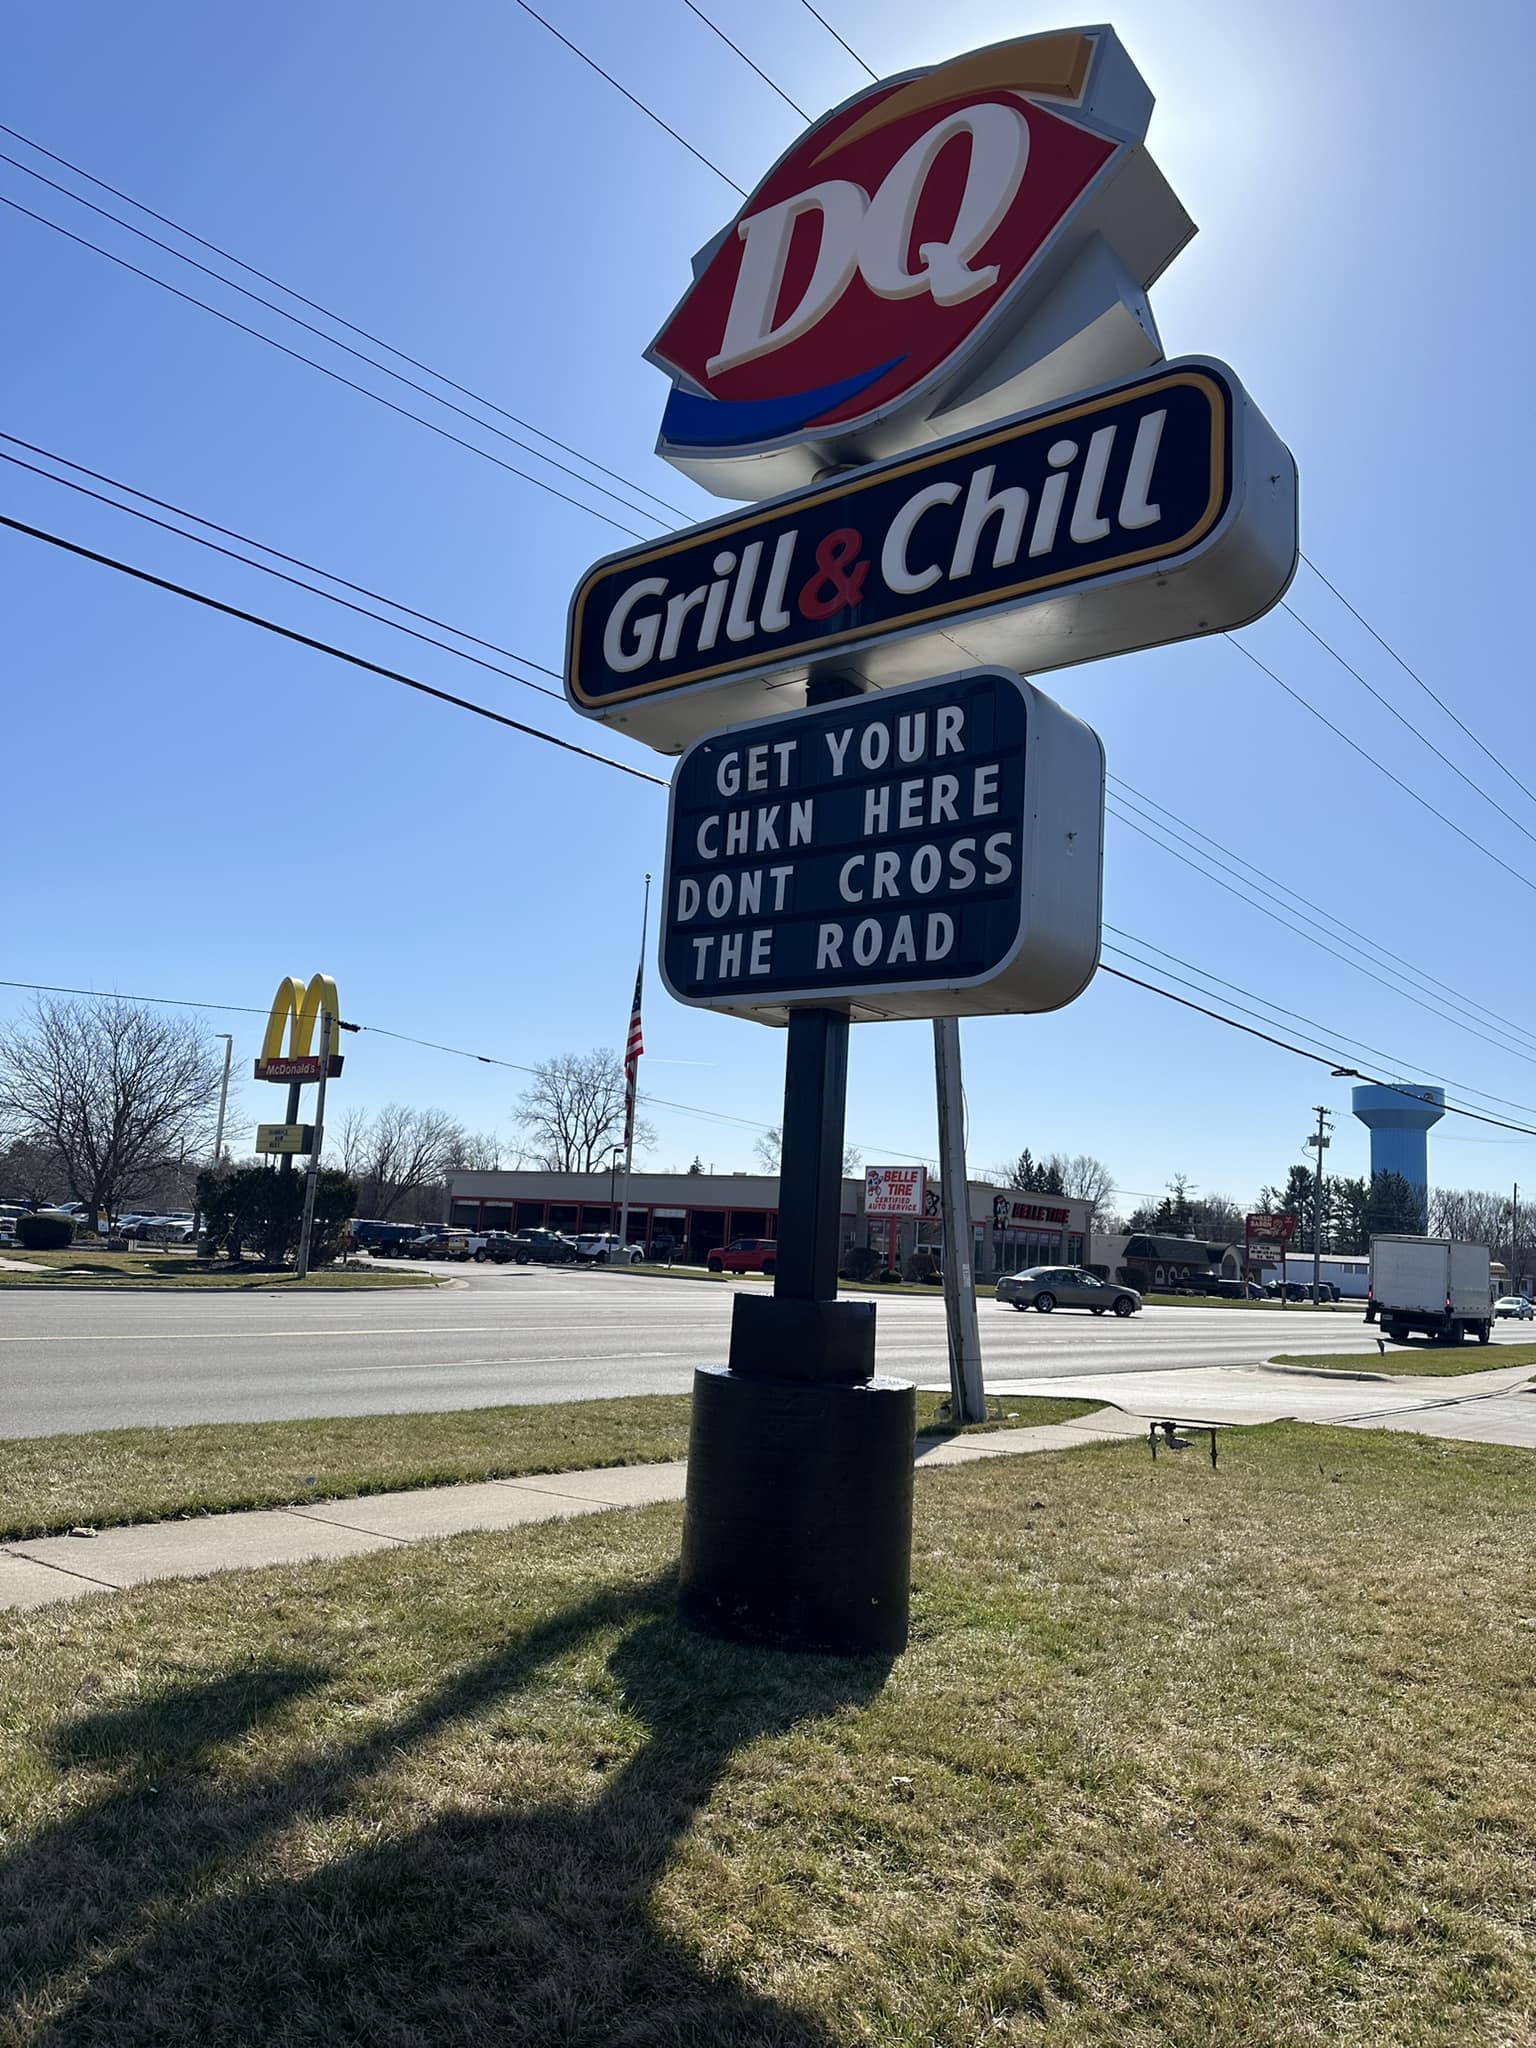 DQ
Grill & Chill
GET YOUR
CHKN HERE
DONT CROSS
THE ROAD
McDonald's
BELLE
TIRE
CERTIFIED
AUTO SERVICE
BELLE TIRE